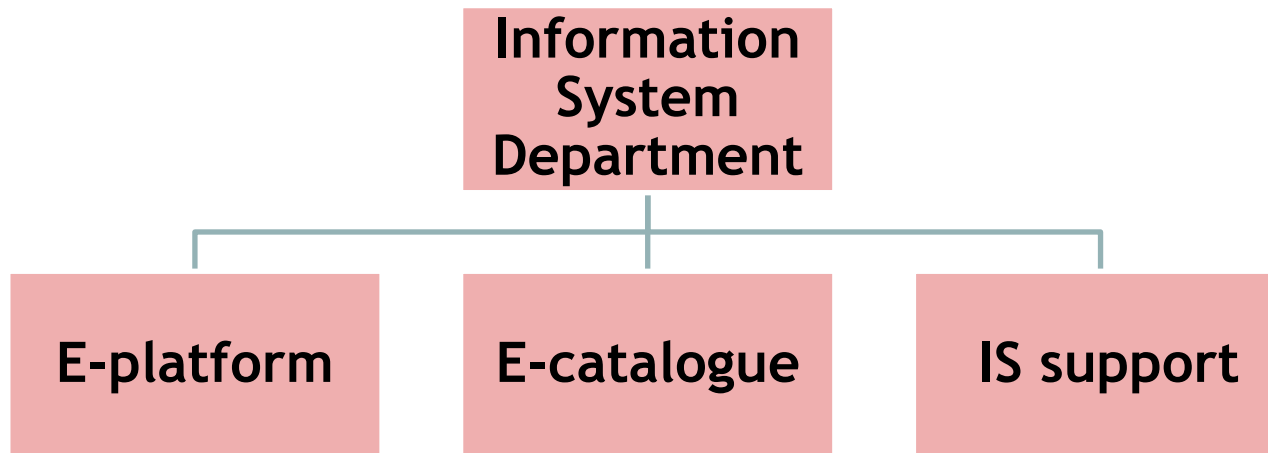 Information
System
Department
E-platform
E-catalogue
IS support